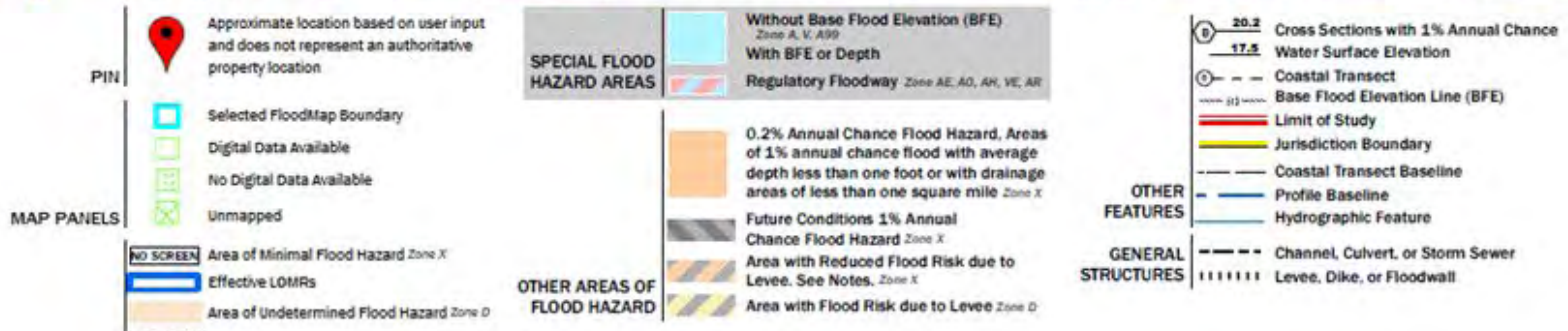 Approximate location based on user input
and does not represent an authoritative
property location
PIN
Selected FloodMap Boundary
Digital Data Available
No Digital Data Available
Unmapped
MAP PANELS
NO SCREEN Area of Minimal Flood Hazard Zone X
Effective LOMRs
Area of Undetermined Flood Hazard Zone D
SPECIAL FLOOD
HAZARD AREAS
Without Base Flood Elevation (BFE)
Zone A, V, A99
With BFE or Depth
Regulatory Floodway Zone AE, AO, AH, VE, AR
0.2% Annual Chance Flood Hazard, Areas
of 1% annual chance flood with average
depth less than one foot or with drainage
areas of less than one square mile Zone X
Future Conditions 1% Annual
Chance Flood Hazard Zone X
Area with Reduced Flood Risk due to
Levee. See Notes. Zone X
Area with Flood Risk due to Levee Zone D
OTHER AREAS OF
FLOOD HAZARD
20.2 Cross Sections with 1% Annual Chance
17.5 Water Surface Elevation
Coastal Transect
Base Flood Elevation Line (BFE)
Limit of Study
Jurisdiction Boundary
Coastal Transect Baseline
Profile Baseline
Hydrographic Feature
OTHER
FEATURES
GENERAL
STRUCTURES
Channel, Culvert, or Storm Sewer
Levee, Dike, or Floodwall